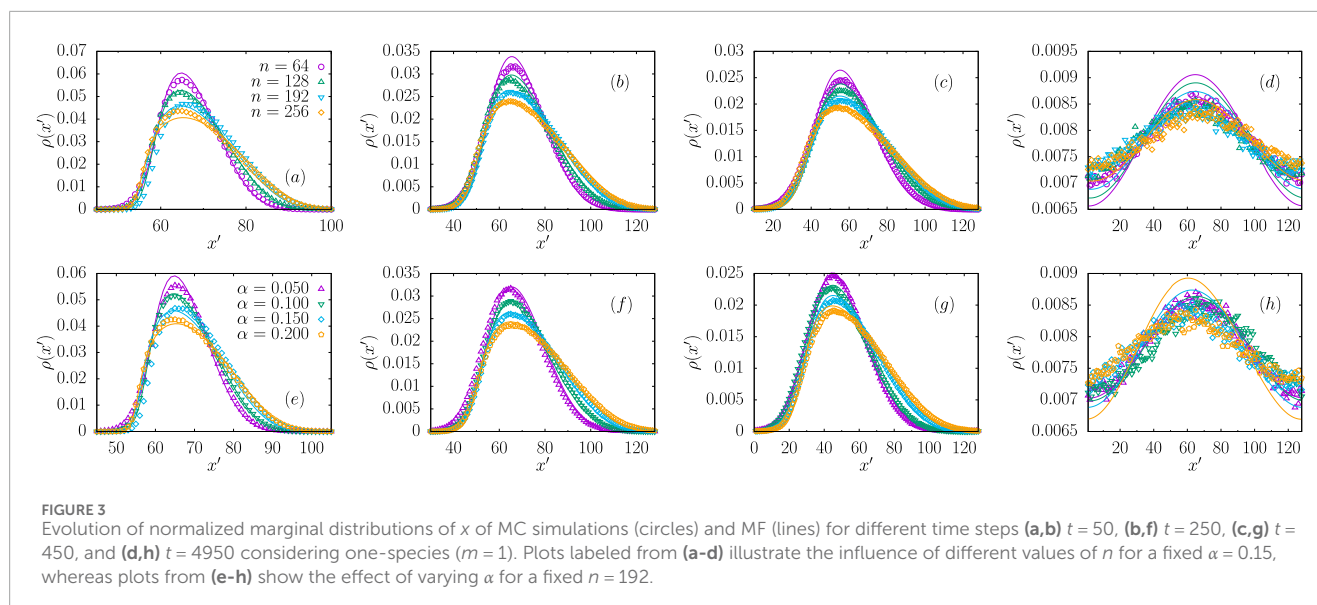 0.07
0.06
0.05
0.04
0.03
0.02
0.01
0
60 80 100
x′
ρ(x′)
n = 64
n = 128
n = 192
n = 256
(a)
0.035
0.03
0.025
0.02
0.015
0.01
0.005
0
40 60 80 100 120
x′
ρ(x′)
(b)
0.03
0.025
0.02
0.015
0.01
0.005
0
20 40 60 80 100 120
x′
ρ(x′)
(c)
0.0095
0.009
0.0085
0.008
0.0075
0.007
0.0065
20 40 60 80 100 120
x′
ρ(x′)
(d)
0.06
0.05
0.04
0.03
0.02
0.01
0
50 60 70 80 90 100
x′
ρ(x′)
α = 0.050
α = 0.100
α = 0.150
α = 0.200
(e)
0.035
0.03
0.025
0.02
0.015
0.01
0.005
0
40 60 80 100 120
x′
ρ(x′)
(f)
0.025
0.02
0.015
0.01
0.005
0
0 20 40 60 80 100 120
x′
ρ(x′)
(g)
0.009
0.0085
0.008
0.0075
0.007
0.0065
20 40 60 80 100 120
x′
ρ(x′)
(h)
FIGURE 3
Evolution of normalized marginal distributions of x of MC simulations (circles) and MF (lines) for different time steps (a,b) t = 50, (b,f) t = 250, (c,g) t =
450, and (d,h) t = 4950 considering one-species (m = 1). Plots labeled from (a-d) illustrate the influence of different values of n for a fixed α = 0.15,
whereas plots from (e-h) show the effect of varying α for a fixed n = 192.